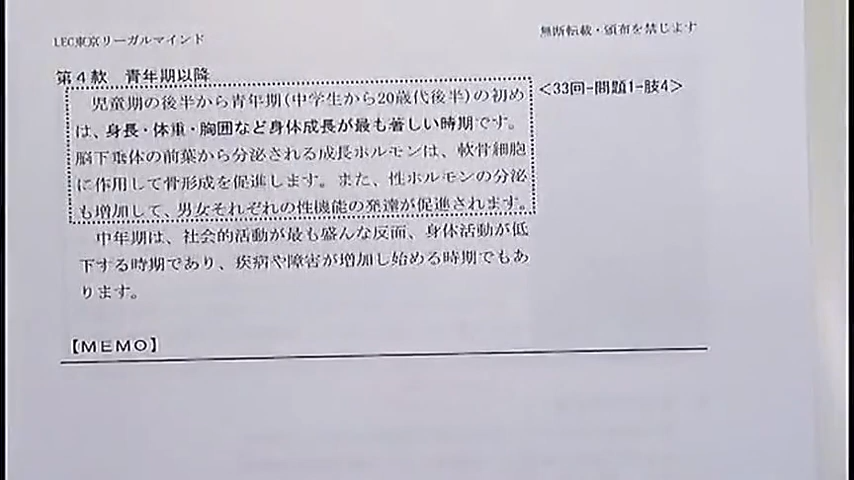 LEC東京リーガルマインド
無断転載・頒布を禁じます
第4款 青年期以降
児童期の後半から青年期(中学生から20歳代後半)の初め
は、身長・体重・胸囲など身体成長が最も著しい時期です。
脳下垂体の前葉から分泌される成長ホルモンは、軟骨細胞
に作用して骨形成を促進します。また、性ホルモンの分泌
も増加して、男女それぞれの性機能の発達が促進されます。
<33回-問題1-肢4>
中年期は、社会的活動が最も盛んな反面、身体活動が低
下する時期であり、疾病や障害が増加し始める時期でもあ
ります。
【MEMO】